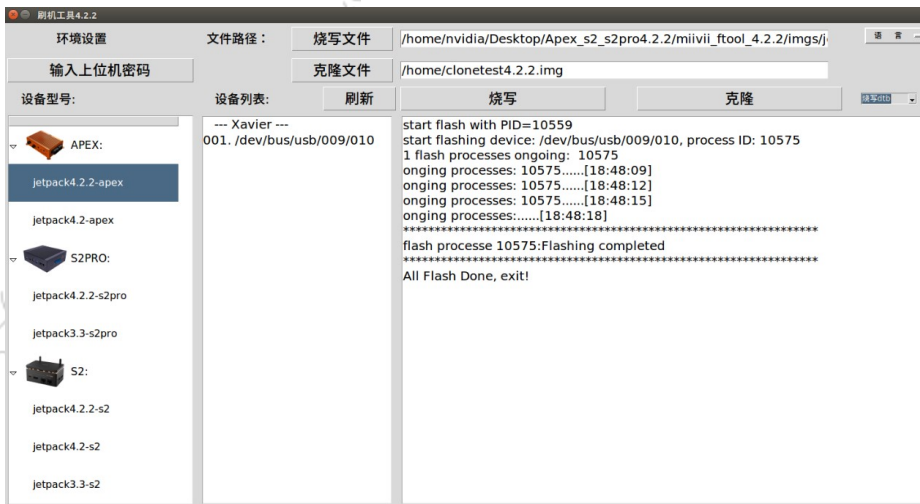 刷机工具4.2.2
环境设置
文件路径：
烧写文件
/home/nvidia/Desktop/Apex_s2_s2pro4.2.2/miivii_ftool_4.2.2/imgs/j
语 言
输入上位机密码
克隆文件
/home/clonetest4.2.2.img
设备型号:
设备列表:
刷新
烧写
克隆
烧写dtb
APEX:
jetpack4.2.2-apex
jetpack4.2-apex
S2PRO:
jetpack4.2.2-s2pro
jetpack3.3-s2pro
S2:
jetpack4.2.2-s2
jetpack4.2-s2
jetpack3.3-s2
--- Xavier ---
001. /dev/bus/usb/009/010
start flash with PID=10559
start flashing device: /dev/bus/usb/009/010, process ID: 10575
1 flash processes ongoing:  10575
onging processes: 10575......[18:48:09]
onging processes: 10575......[18:48:12]
onging processes: 10575......[18:48:15]
onging processes:......[18:48:18]
******************************************************************
flash processe 10575:Flashing completed
******************************************************************
All Flash Done, exit!